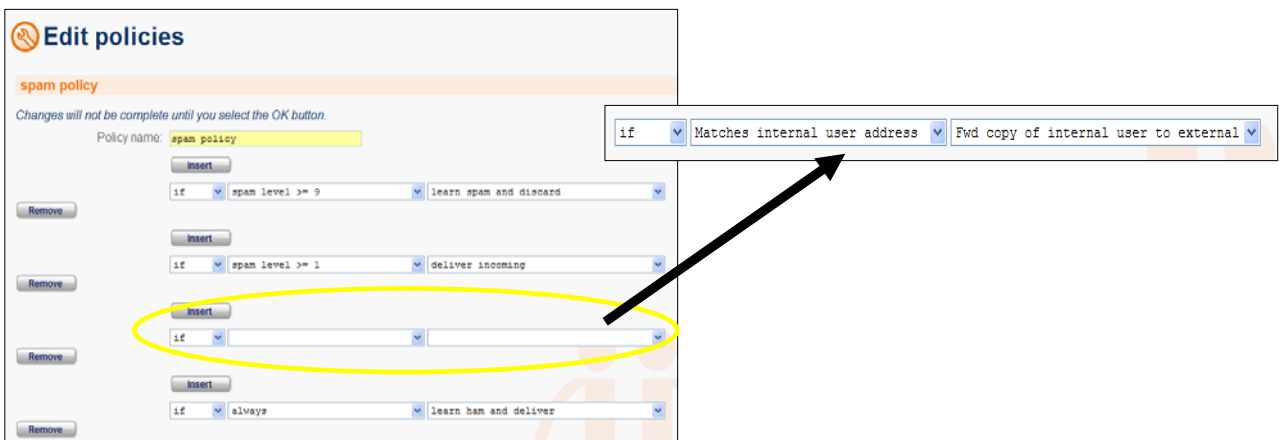 Edit policies
spam policy
Changes will not be complete until you select the OK button.
Policy name: spam policy
Insert
if spam level >= 9 learn spam and discard
Remove
Insert
if spam level >= 1 deliver incoming
Remove
Insert
if
Remove
Insert
if always learn ham and deliver
Remove
if Matches internal user address Fwd copy of internal user to external